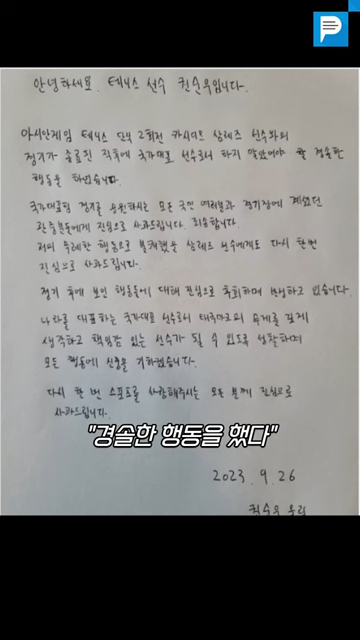 안녕하세요. 테니스 선수 권순우입니다.
아시안게임 테니스 단식 2회전 카시디트 삼레즈 선수와의
경기가 종료된 직후에 국가대표 선수로서 하지 말았어야 할 경솔한
행동을 하였습니다.
국가대표팀 경기를 응원하시는 모든 국민 여러분과 경기장에 계셨던
관중분들에게 진심으로 사과드립니다. 죄송합니다.
저의 무례한 행동으로 불쾌했을 삼레즈 선수에게도 다시 한번
진심으로 사과드립니다.
경기 후에 보인 행동들에 대해 진심으로 후회하며 반성하고 있습니다.
나라를 대표하는 국가대표 선수로서 태극마크의 무게를 깊게
생각하고 책임감 있는 선수가 될 수 있도록 성찰하며
모든 행동에 신중을 기하겠습니다.
다시 한 번 스포츠를 사랑해주시는 모든 분께 진심으로
사과드립니다.
"경솔한 행동을 했다"
2023. 9. 26
권순우 올림